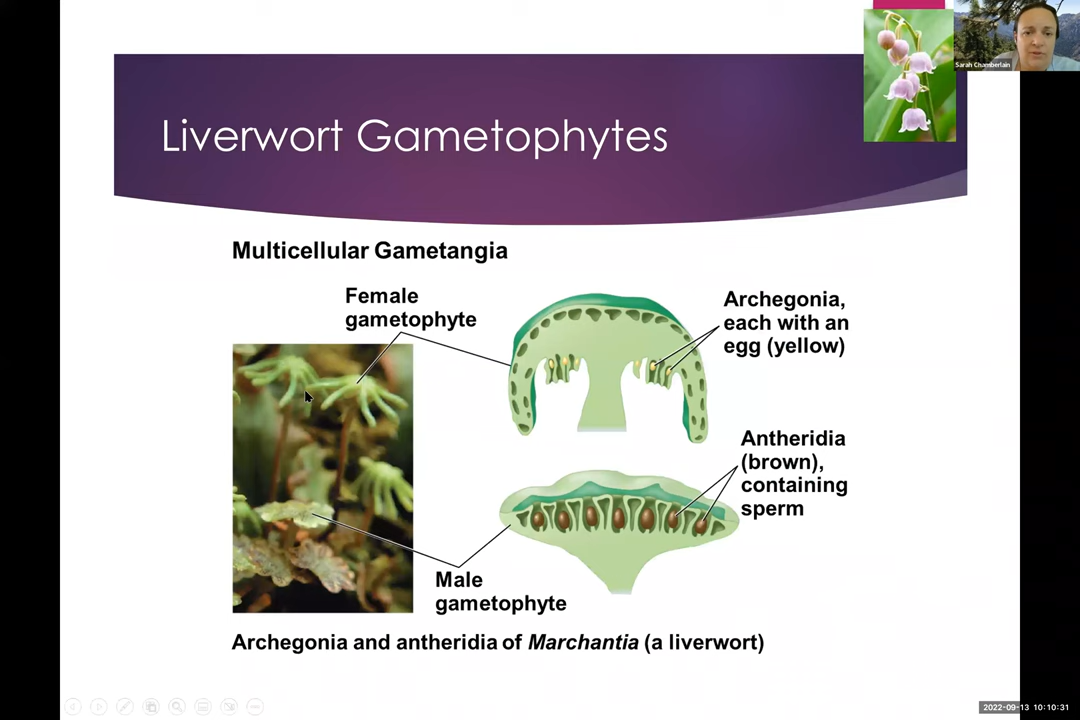 Sarah Chamberlain
Liverwort Gametophytes
Multicellular Gametangia
Female
gametophyte
Archegonia,
each with an
egg (yellow)
Antheridia
(brown),
containing
sperm
Male
gametophyte
Archegonia and antheridia of Marchantia (a liverwort)
2022-09-13 10:10:31